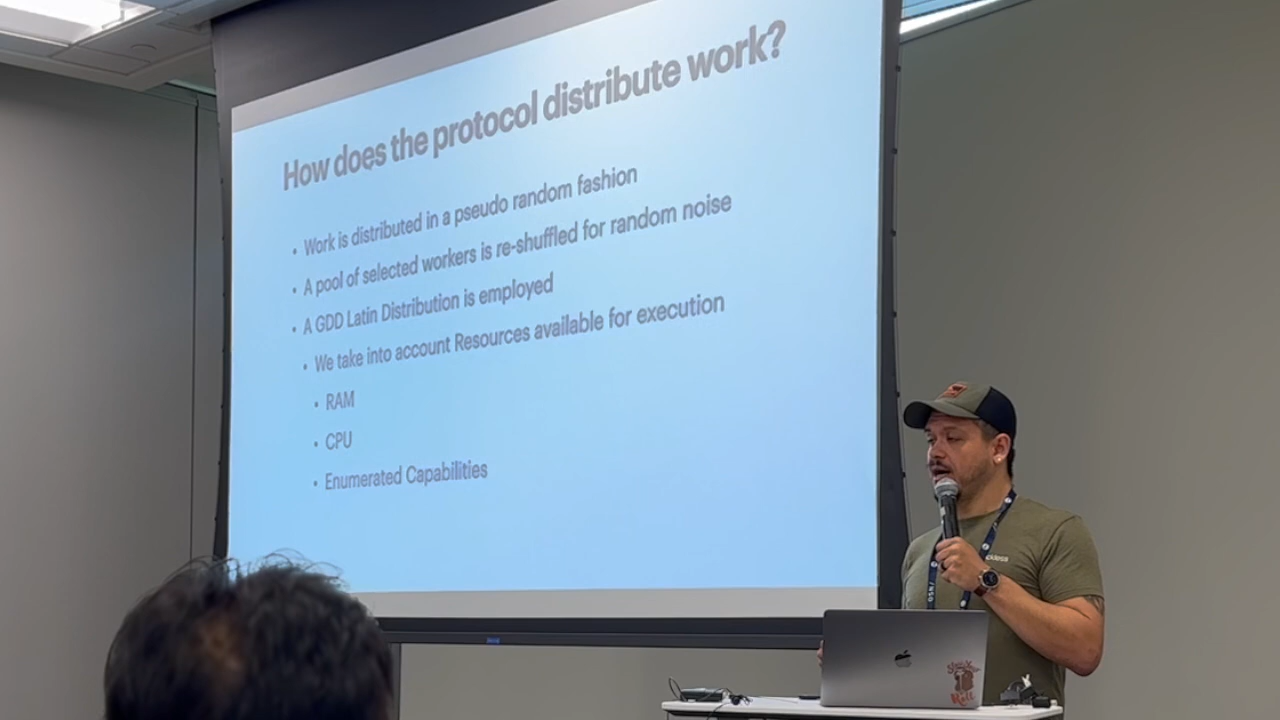 How does the protocol distribute work?
• Work is distributed in a pseudo random fashion
• A pool of selected workers is re-shuffled for random noise
• A GDD Latin Distribution is employed
• We take into account Resources available for execution
• RAM
• CPU
• Enumerated Capabilities